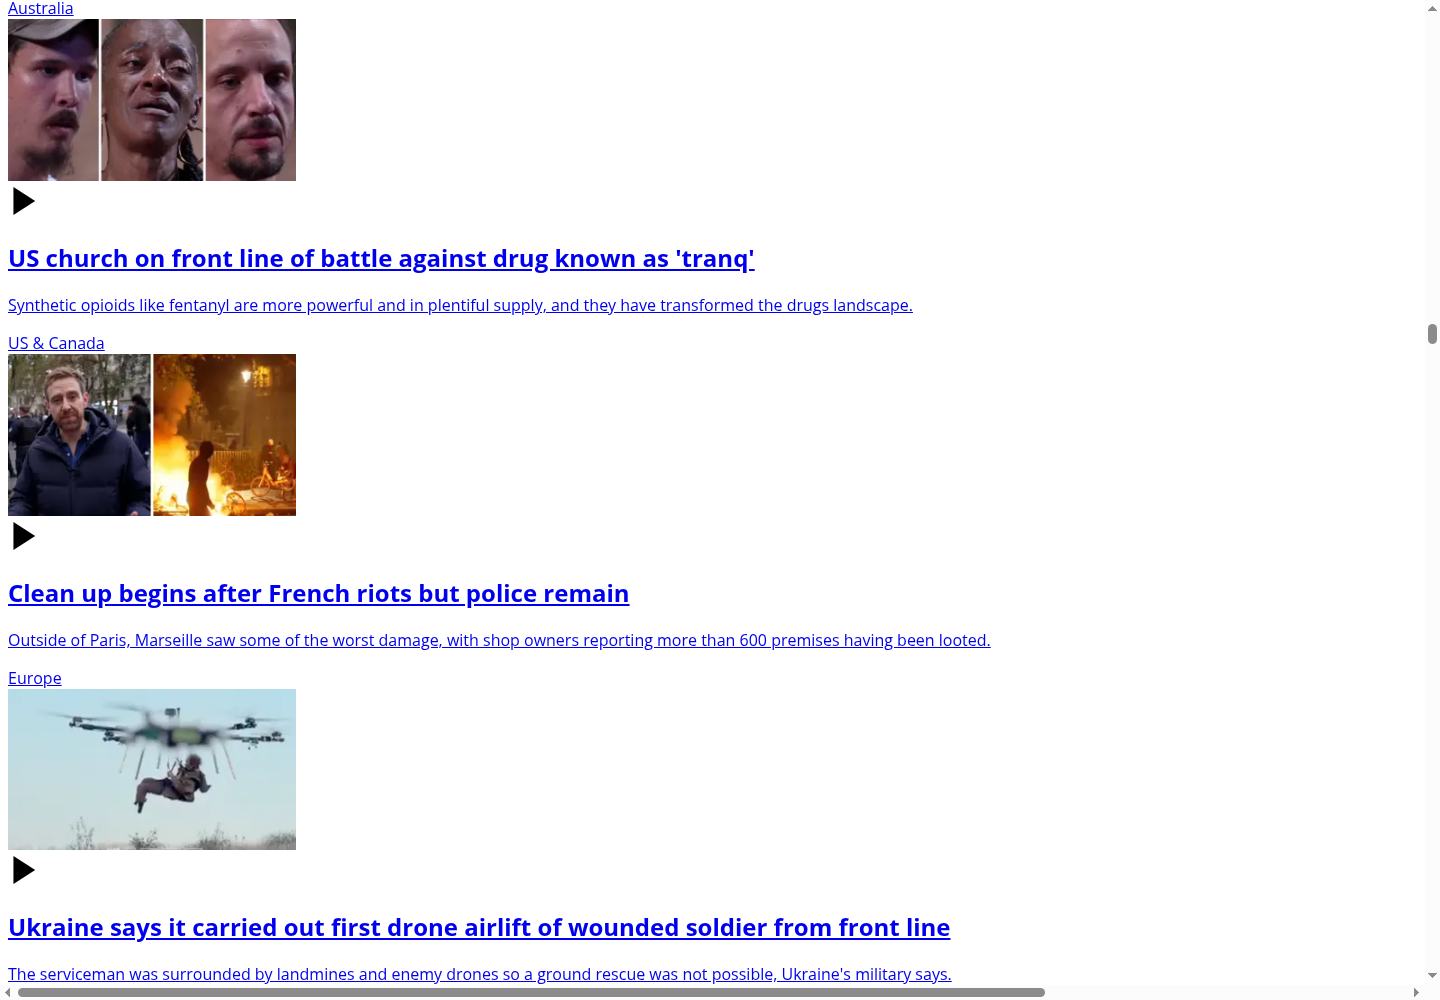 Australia
US church on front line of battle against drug known as 'tranq'
Synthetic opioids like fentanyl are more powerful and in plentiful supply, and they have transformed the drugs landscape.
US & Canada
Clean up begins after French riots but police remain
Outside of Paris, Marseille saw some of the worst damage, with shop owners reporting more than 600 premises having been looted.
Europe
Ukraine says it carried out first drone airlift of wounded soldier from front line
The serviceman was surrounded by landmines and enemy drones so a ground rescue was not possible, Ukraine's military says.